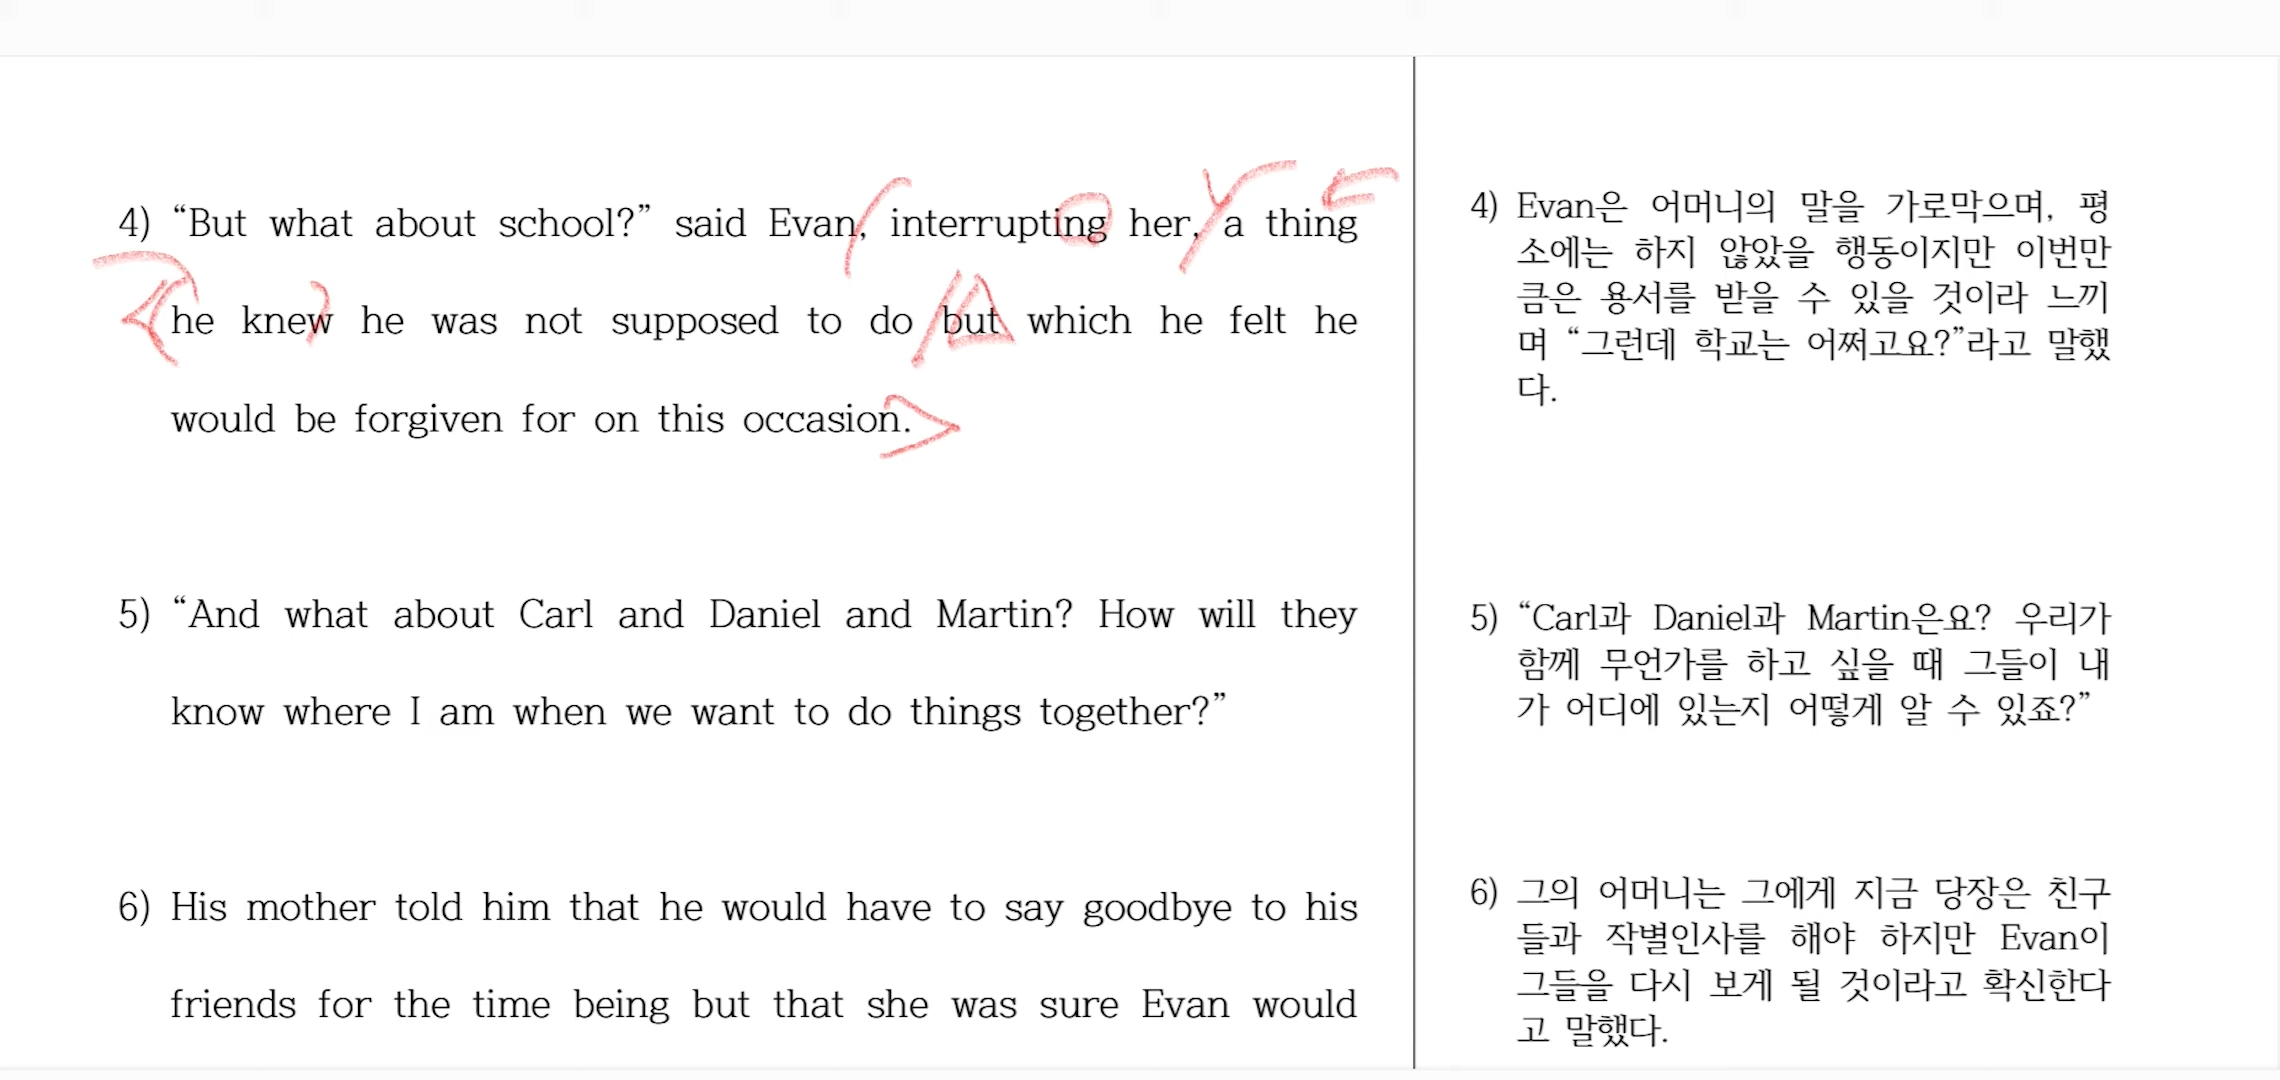 4) “But what about school?” said Evan, interrupting her, a thing
he knew he was not supposed to do but which he felt he
would be forgiven for on this occasion.
5) “And what about Carl and Daniel and Martin? How will they
know where I am when we want to do things together?”
6) His mother told him that he would have to say goodbye to his
friends for the time being but that she was sure Evan would
4) Evan은 어머니의 말을 가로막으며, 평
소에는 하지 않았을 행동이지만 이번만
큼은 용서를 받을 수 있을 것이라 느끼
며 “그런데 학교는 어쩌고요?”라고 말했
다.
5) “Carl과 Daniel과 Martin은요? 우리가
함께 무언가를 하고 싶을 때 그들이 내
가 어디에 있는지 어떻게 알 수 있죠?”
6) 그의 어머니는 그에게 지금 당장은 친구
들과 작별인사를 해야 하지만 Evan이
그들을 다시 보게 될 것이라고 확신한다
고 말했다.